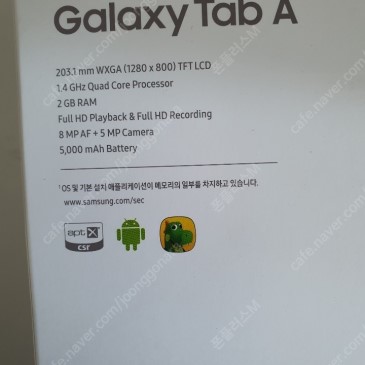 Galaxy Tab A
203.1 mm WXGA (1280 x 800) TFT LCD
1.4 GHz Quad Core Processor
2 GB RAM
Full HD Playback & Full HD Recording
8 MP AF + 5 MP Camera
5,000 mAh Battery
¹ OS 및 기본 설치 애플리케이션이 메모리의 일부를 차지하고 있습니다.
www.samsung.com/sec
aptX
csr